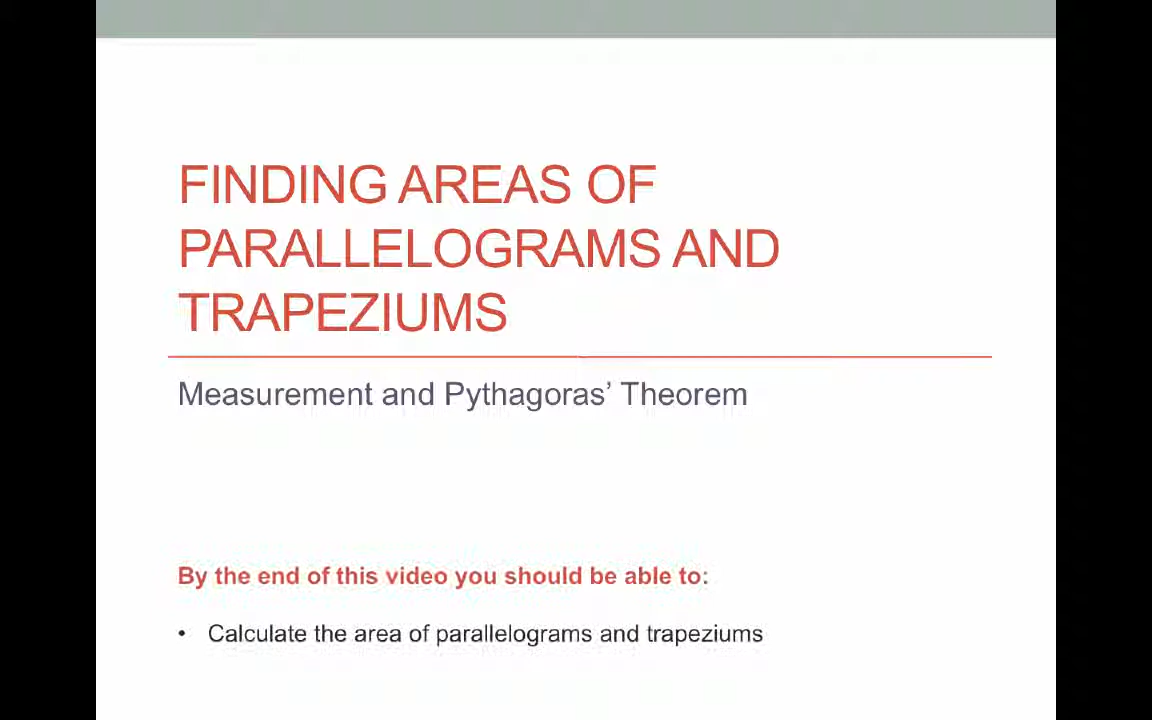 FINDING AREAS OF
PARALLELOGRAMS AND
TRAPEZIUMS
Measurement and Pythagoras’ Theorem
By the end of this video you should be able to:
• Calculate the area of parallelograms and trapeziums